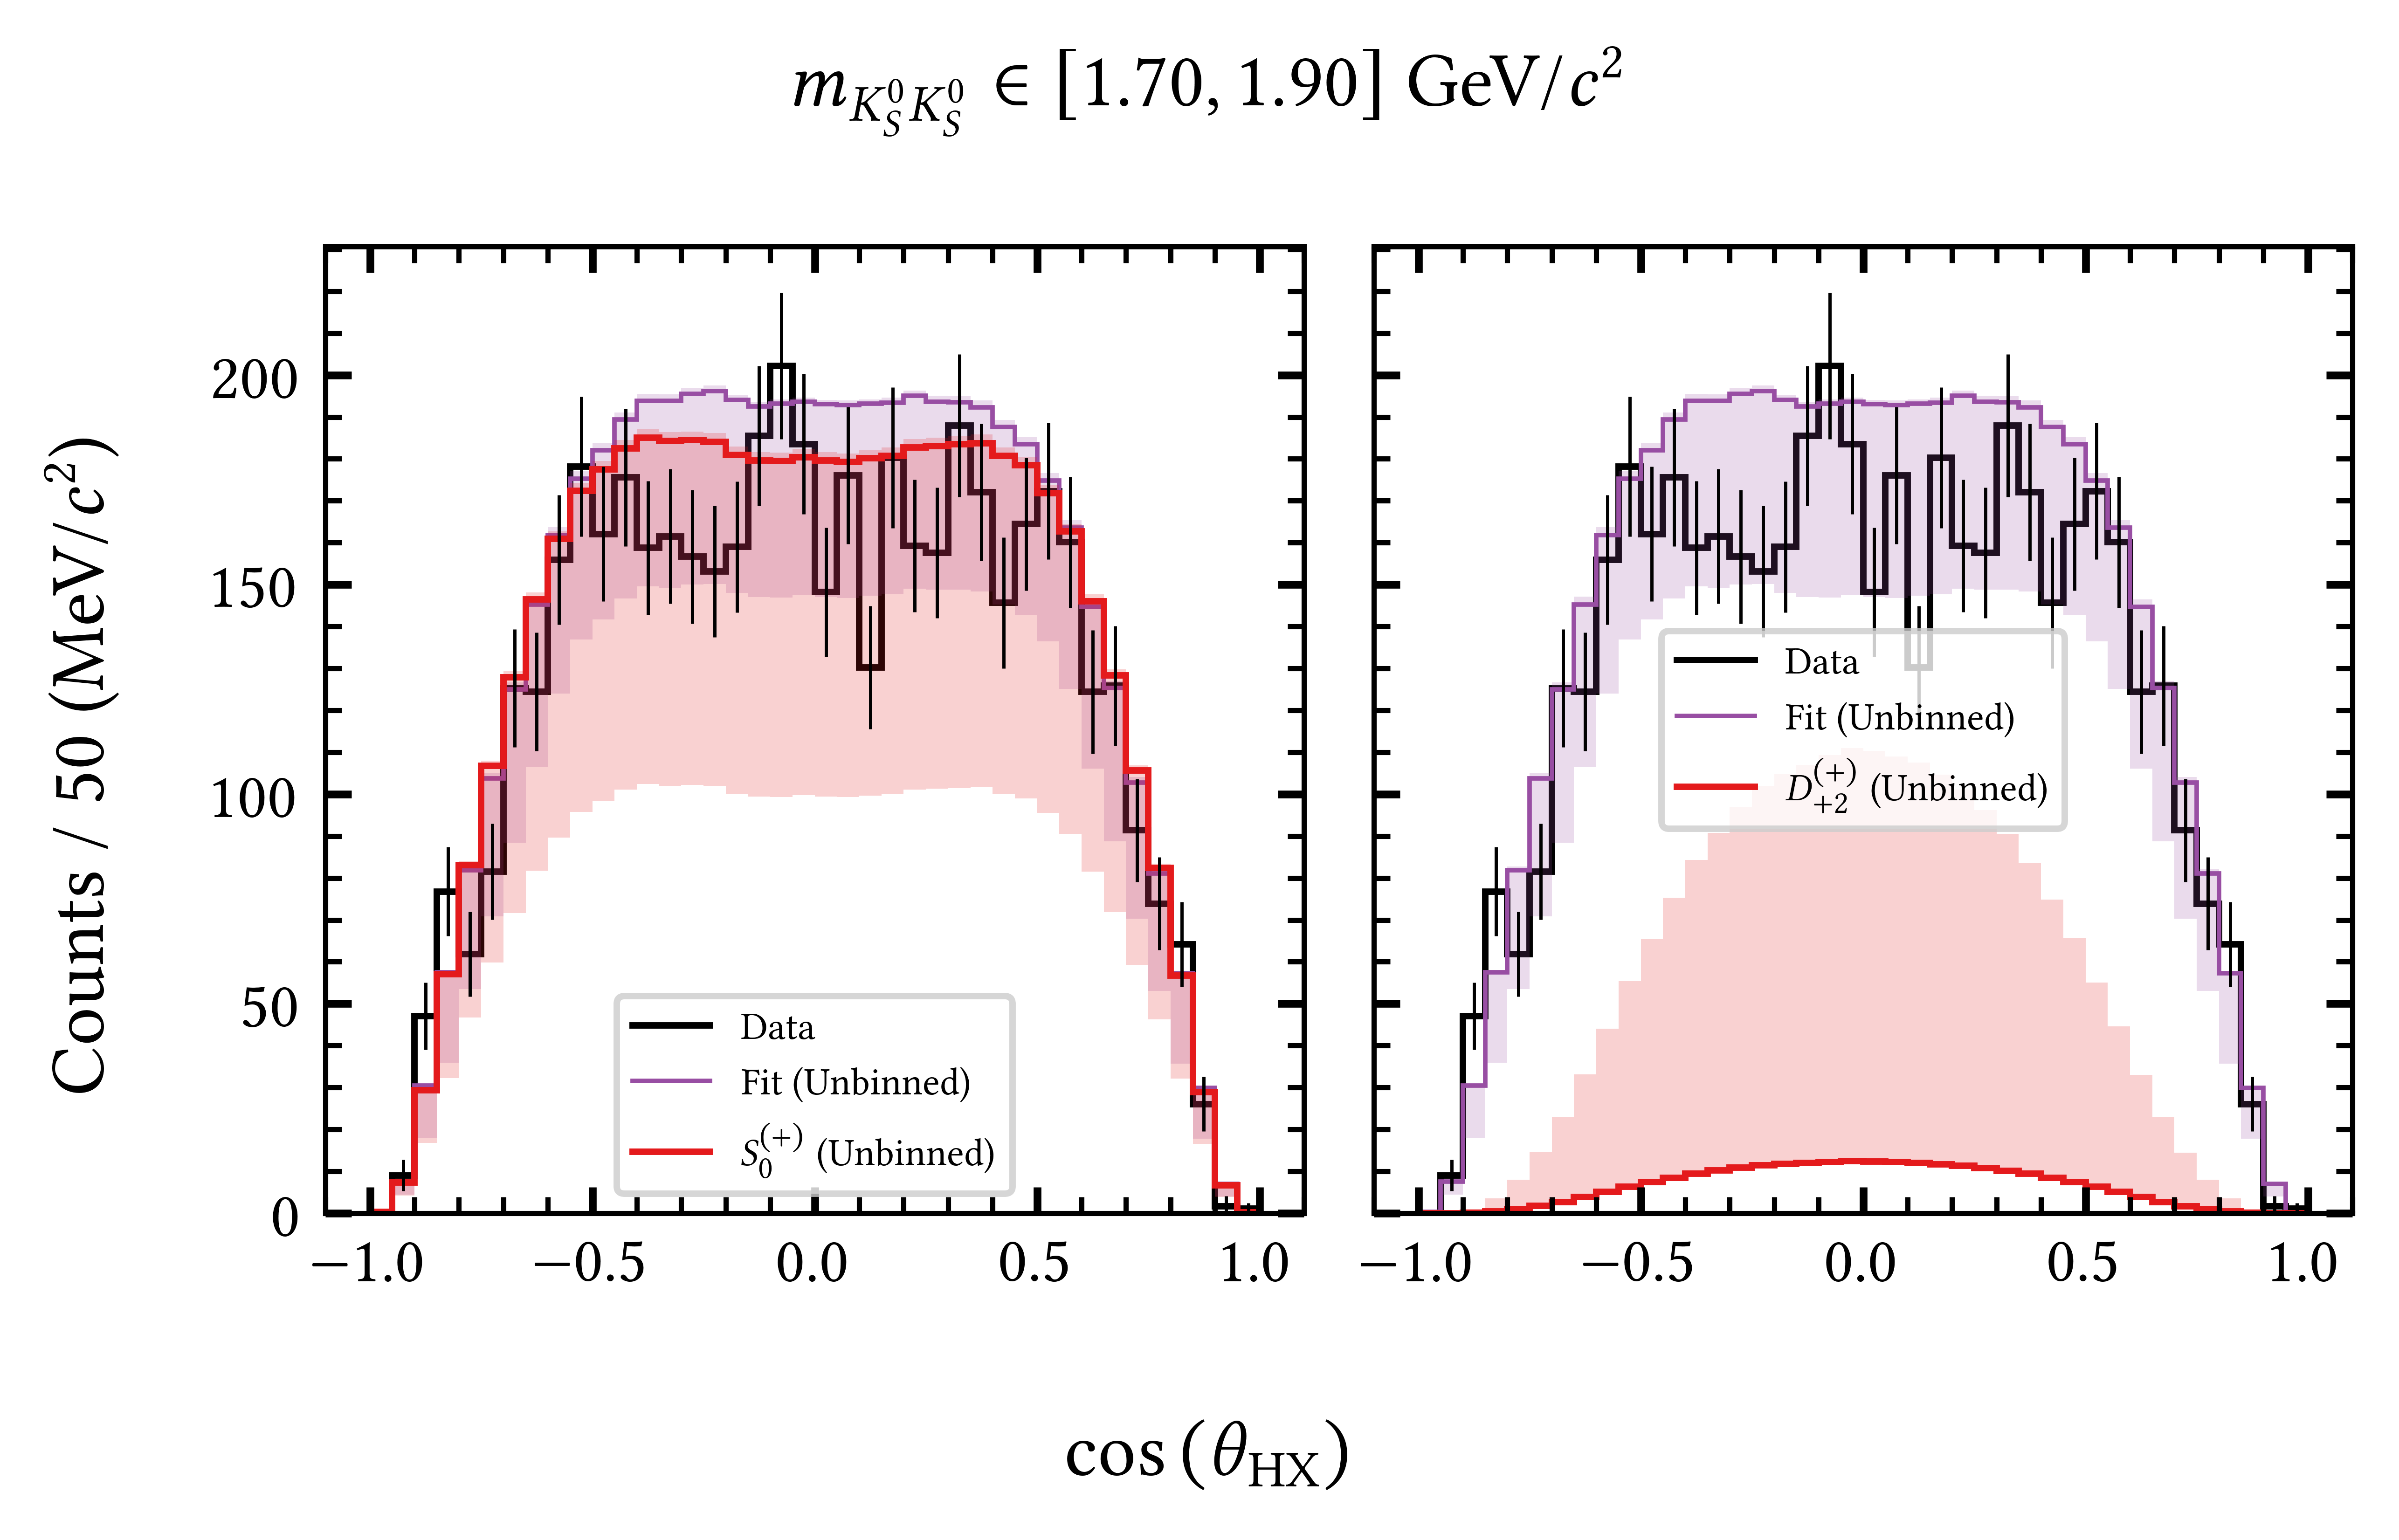 m_{K_S^0 K_S^0} ∈ [1.70, 1.90] GeV/c²
Counts / 50 (MeV/c²)
200
150
100
50
0
Data
Fit (Unbinned)
S_0^{(+)} (Unbinned)
Data
Fit (Unbinned)
D_{+2}^{(+)} (Unbinned)
−1.0 −0.5 0.0 0.5 1.0
−1.0 −0.5 0.0 0.5 1.0
cos (θ_HX)